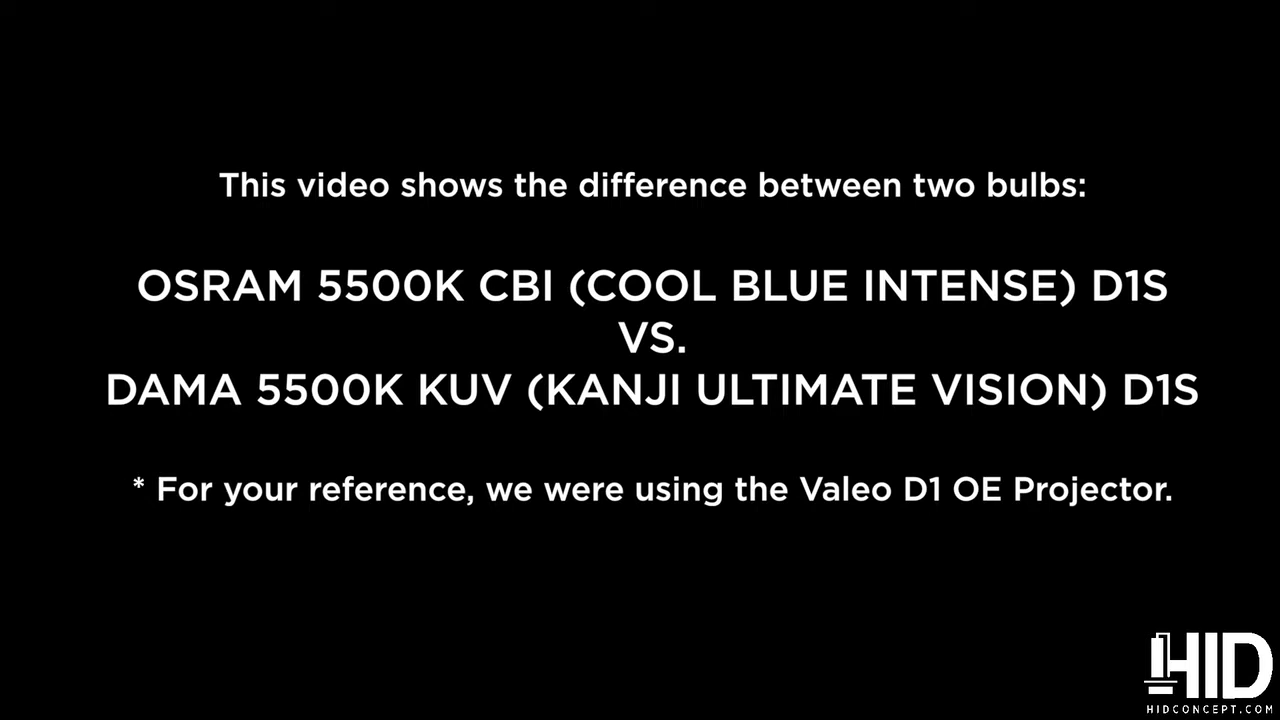 This video shows the difference between two bulbs:
OSRAM 5500K CBI (COOL BLUE INTENSE) D1S
VS.
DAMA 5500K KUV (KANJI ULTIMATE VISION) D1S
* For your reference, we were using the Valeo D1 OE Projector.
HID
HIDCONCEPT.COM